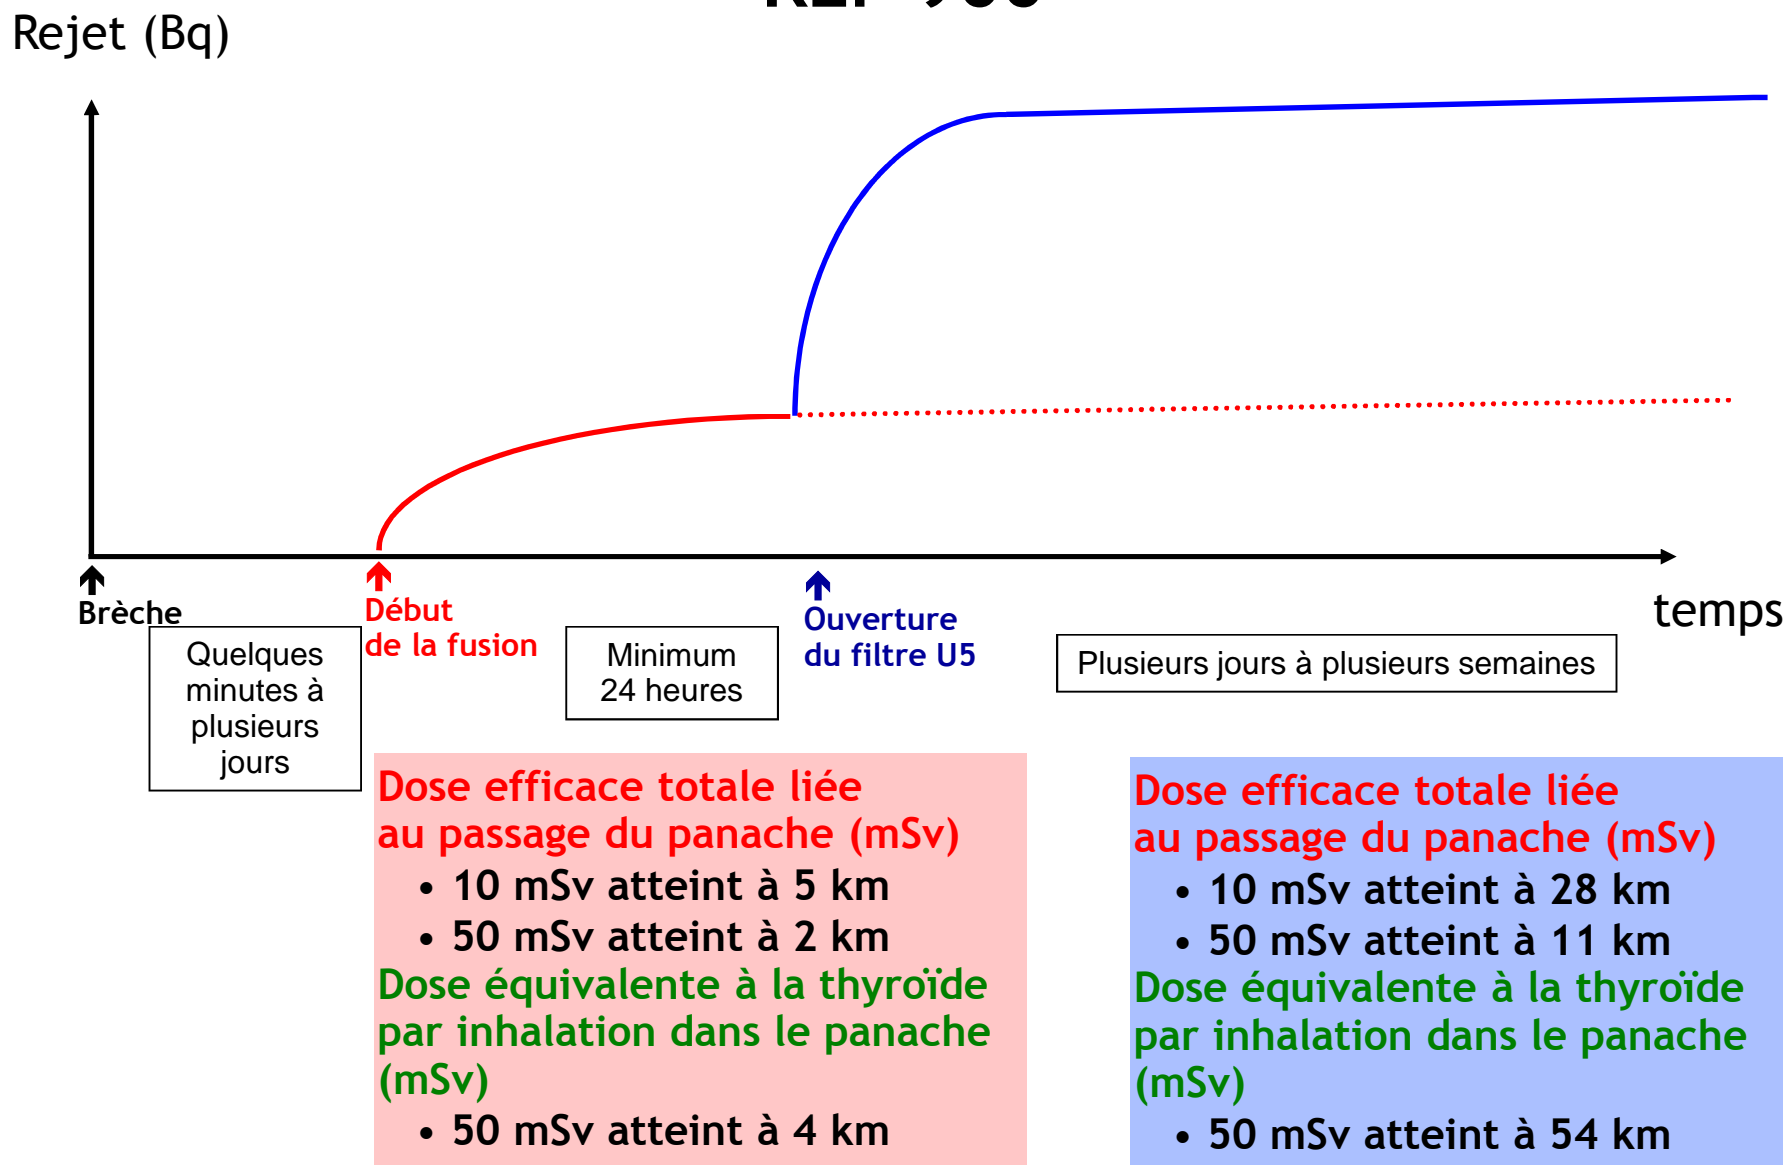 Rejet (Bq)
Brèche
Début
de la fusion
Ouverture
du filtre U5
temps
Quelques
minutes à
plusieurs
jours
Minimum
24 heures
Plusieurs jours à plusieurs semaines
Dose efficace totale liée
au passage du panache (mSv)
• 10 mSv atteint à 5 km
• 50 mSv atteint à 2 km
Dose équivalente à la thyroïde
par inhalation dans le panache
(mSv)
• 50 mSv atteint à 4 km
Dose efficace totale liée
au passage du panache (mSv)
• 10 mSv atteint à 28 km
• 50 mSv atteint à 11 km
Dose équivalente à la thyroïde
par inhalation dans le panache
(mSv)
• 50 mSv atteint à 54 km